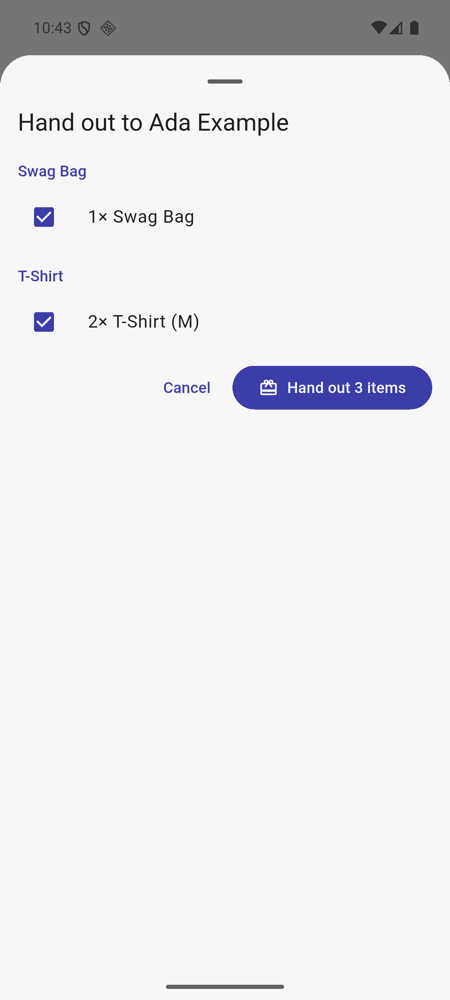 10:43
Hand out to Ada Example
Swag Bag
1× Swag Bag
T-Shirt
2× T-Shirt (M)
Cancel
Hand out 3 items